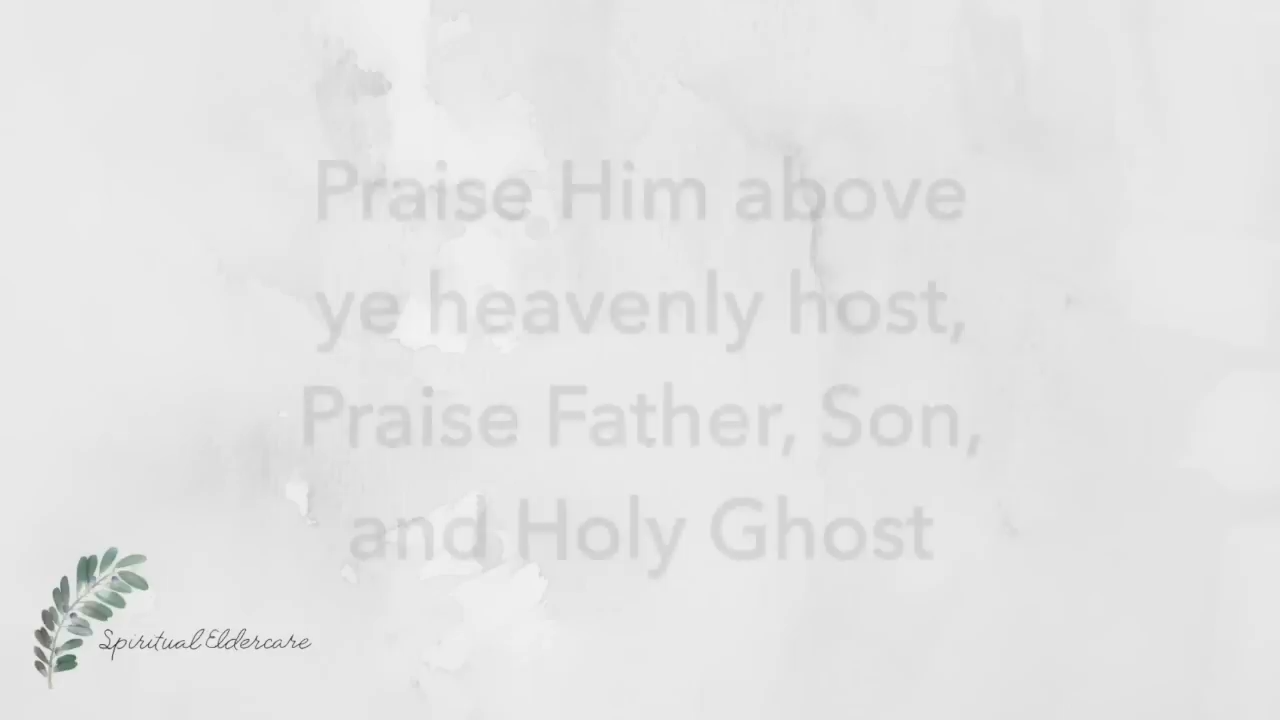 Praise Him above
ye heavenly host,
Praise Father, Son,
and Holy Ghost
Spiritual Eldercare